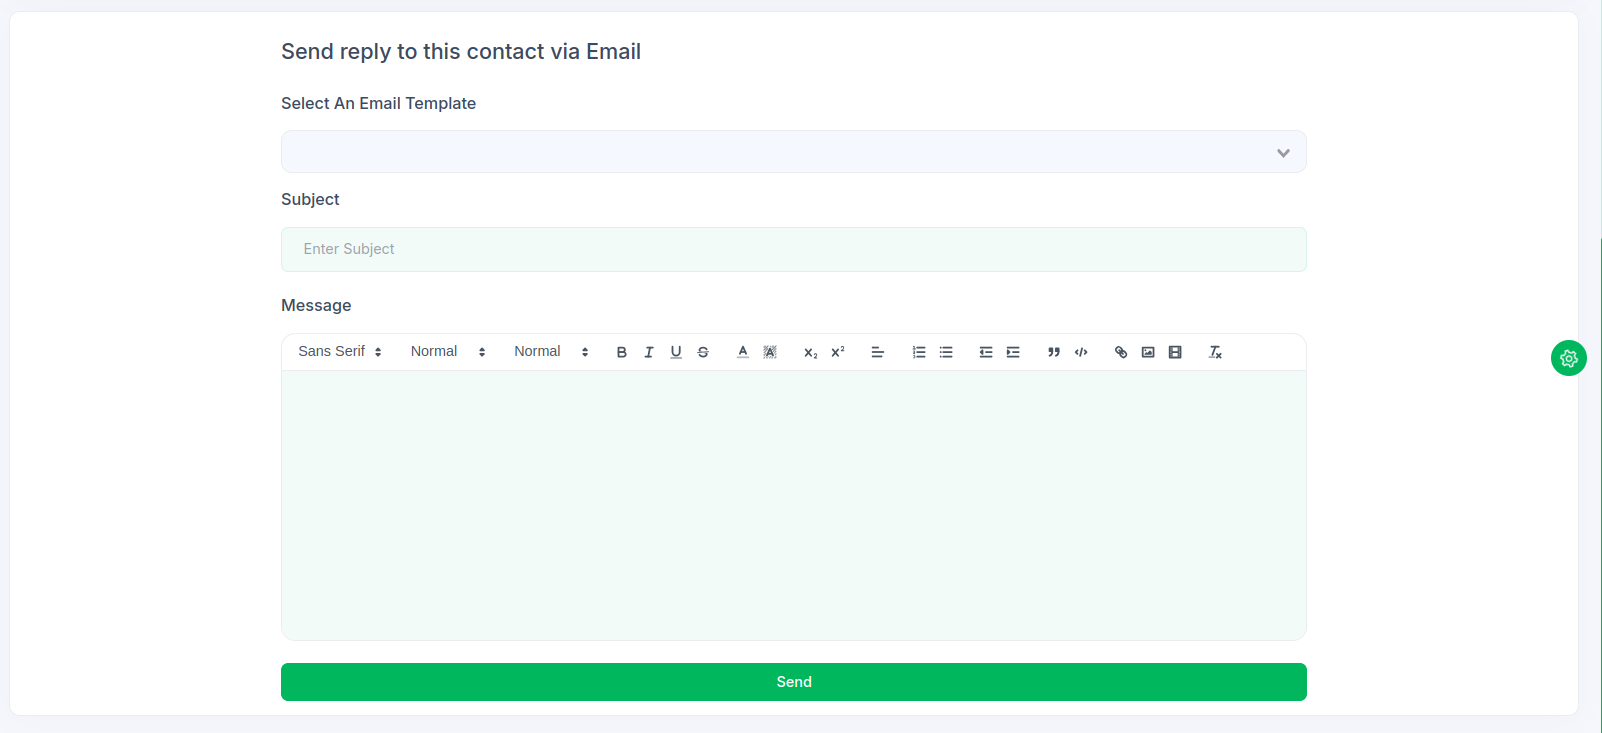 Send reply to this contact via Email
Select An Email Template
Subject
Enter Subject
Message
Sans Serif Normal Normal
Send